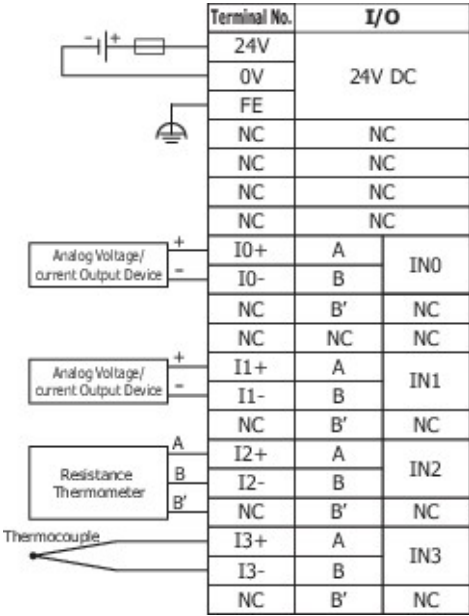 Terminal No. I/O
- + 24V
0V 24V DC
FE
NC NC
NC NC
NC NC
NC NC
Analog Voltage/
current Output Device
+ I0+ A IN0
- I0- B
NC B′ NC
NC NC NC
Analog Voltage/
current Output Device
+ I1+ A IN1
- I1- B
NC B′ NC
Resistance
Thermometer
A I2+ A IN2
B I2- B
B′ NC B′ NC
Thermocouple
I3+ A IN3
I3- B
NC B′ NC